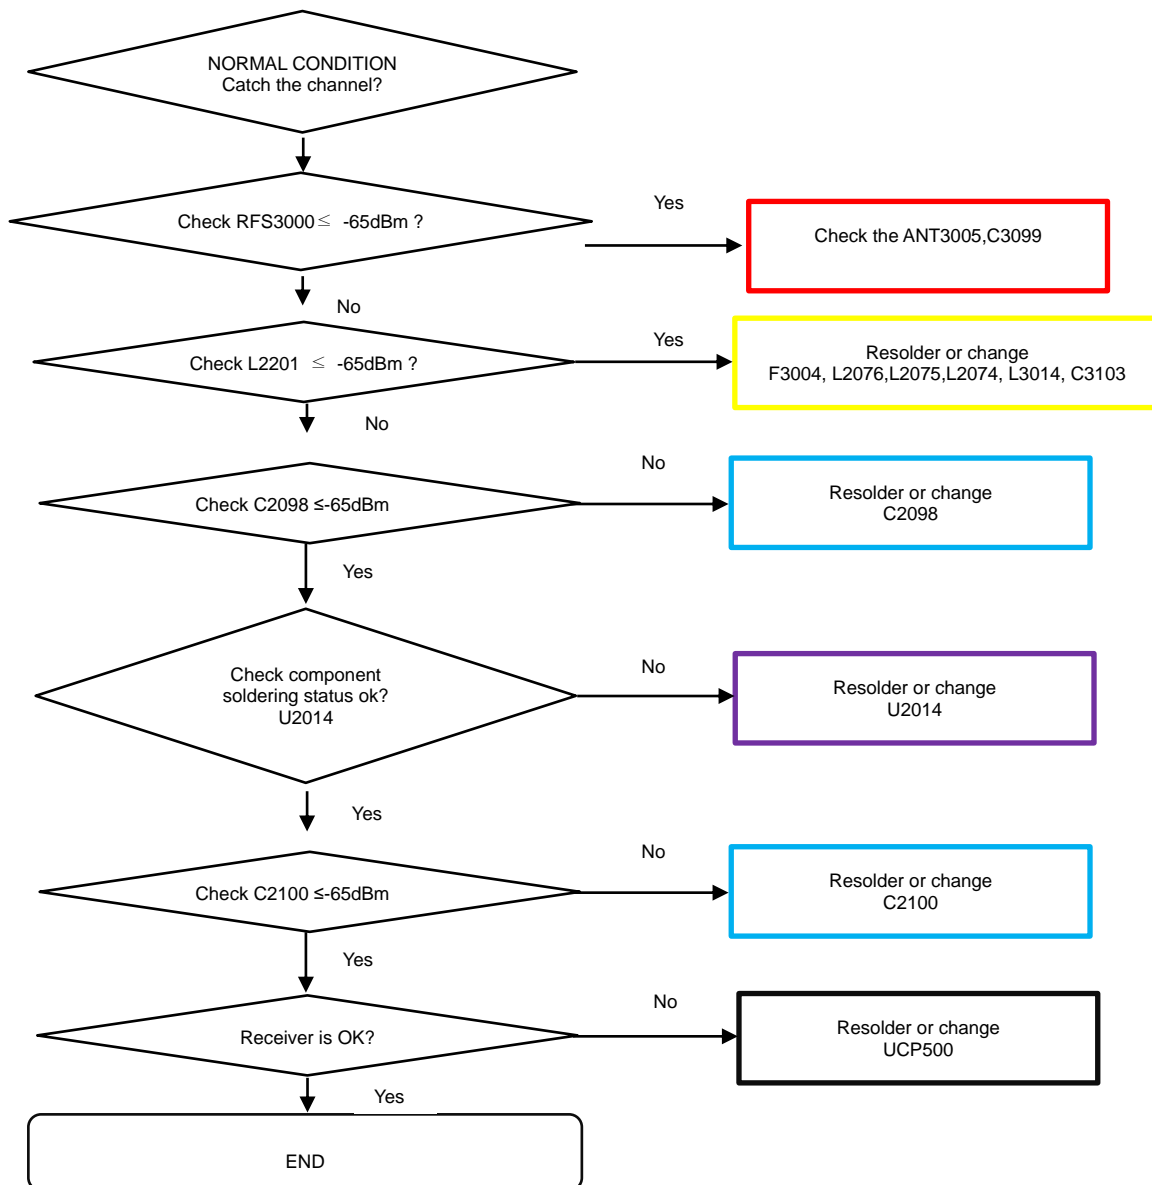 NORMAL CONDITION
Catch the channel?
Check RFS3000≤ -65dBm ?
Yes
Check the ANT3005,C3099
No
Check L2201 ≤ -65dBm ?
Yes
Resolder or change
F3004, L2076,L2075,L2074, L3014, C3103
No
Check C2098 ≤-65dBm
No
Resolder or change
C2098
Yes
Check component
soldering status ok?
U2014
No
Resolder or change
U2014
Yes
Check C2100 ≤-65dBm
No
Resolder or change
C2100
Yes
Receiver is OK?
No
Resolder or change
UCP500
Yes
END